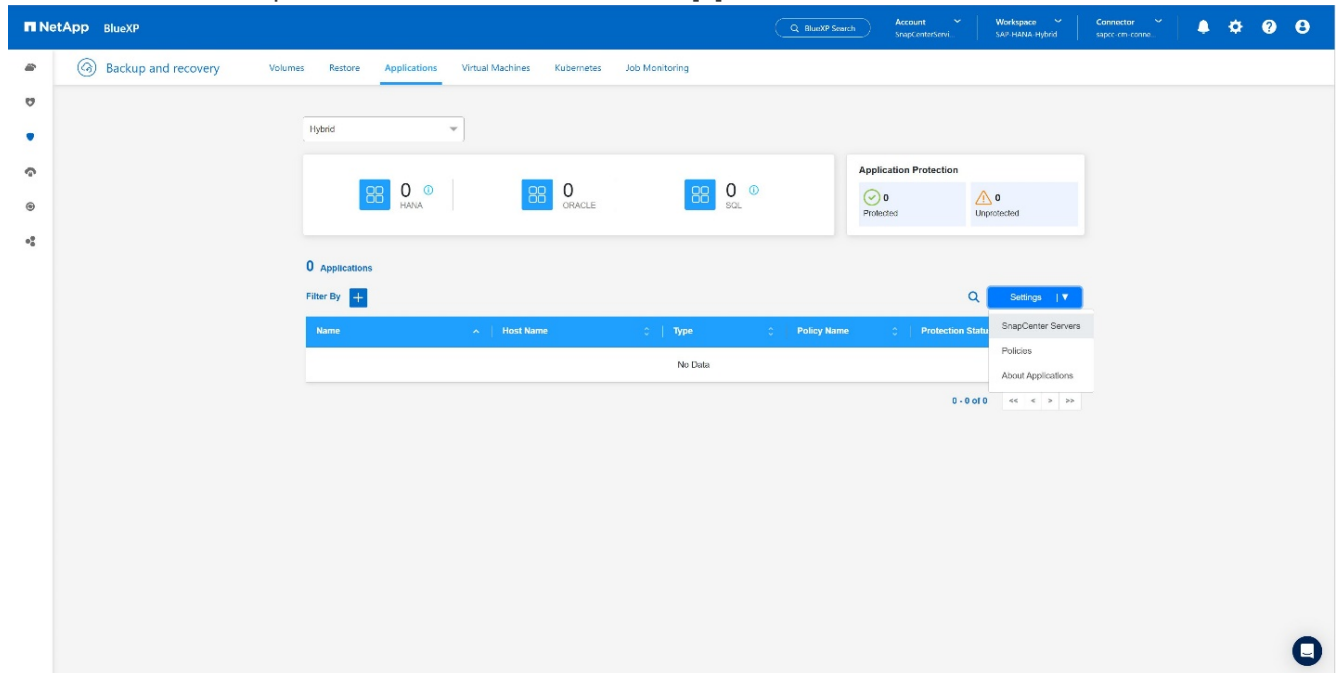 NetApp BlueXP
BlueXP Search
Account
SnapCenterServi...
Workspace
SAP-HANA-Hybrid
Connector
sapcc-cm-conne...
Backup and recovery
Volumes Restore Applications Virtual Machines Kubernetes Job Monitoring
Hybrid
0
HANA
0
ORACLE
0
SQL
Application Protection
0
Protected
0
Unprotected
0 Applications
Filter By
Settings
SnapCenter Servers
Policies
About Applications
Name Host Name Type Policy Name Protection Statu
No Data
0 - 0 of 0 << < > >>